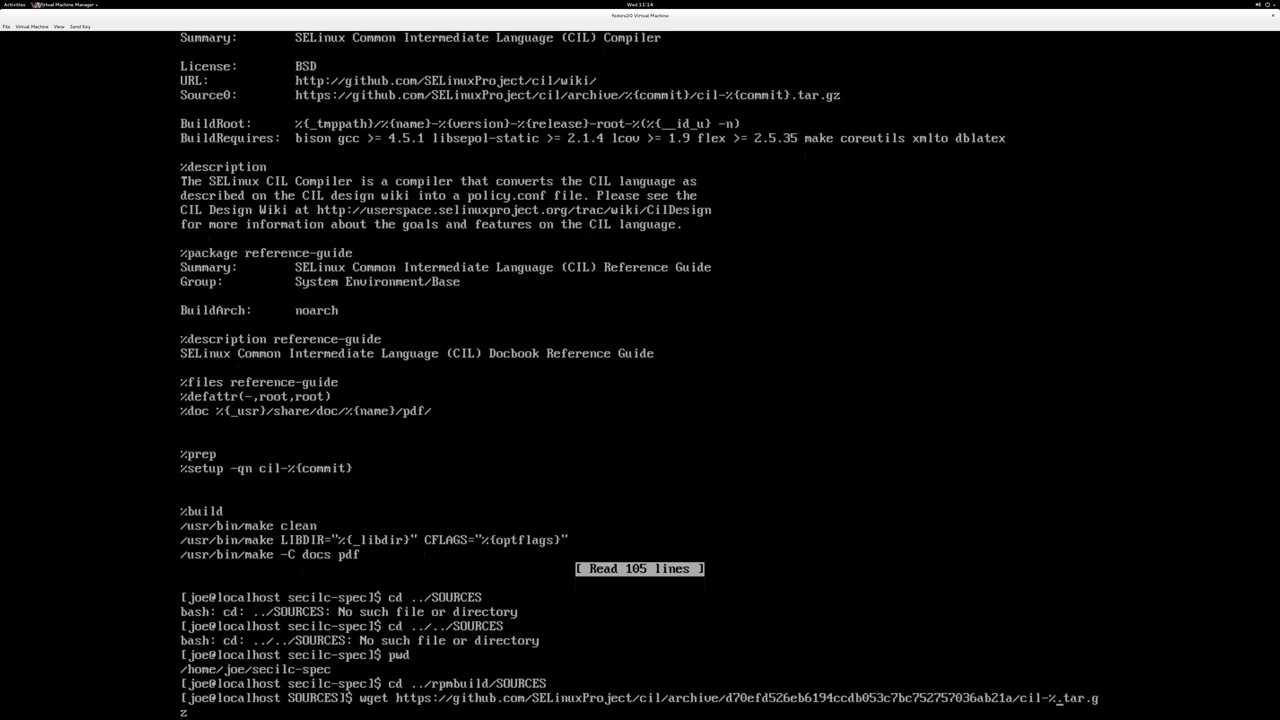 Activities Virtual Machine Manager Wed 11:14
Fedora20 Virtual Machine
File Virtual Machine View Send Key
Summary: SELinux Common Intermediate Language (CIL) Compiler
License: BSD
URL: http://github.com/SELinuxProject/cil/wiki/
Source0: https://github.com/SELinuxProject/cil/archive/%{commit}/cil-%{commit}.tar.gz
BuildRoot: %{_tmppath}/%{name}-%{version}-%{release}-root-%(%{__id_u} -n)
BuildRequires: bison gcc >= 4.5.1 libsepol-static >= 2.1.4 lcov >= 1.9 flex >= 2.5.35 make coreutils xmlto dblatex
%description
The SELinux CIL Compiler is a compiler that converts the CIL language as
described on the CIL design wiki into a policy.conf file. Please see the
CIL Design Wiki at http://userspace.selinuxproject.org/trac/wiki/CilDesign
for more information about the goals and features on the CIL language.
%package reference-guide
Summary: SELinux Common Intermediate Language (CIL) Reference Guide
Group: System Environment/Base
BuildArch: noarch
%description reference-guide
SELinux Common Intermediate Language (CIL) Docbook Reference Guide
%files reference-guide
%defattr(-,root,root)
%doc %{_usr}/share/doc/%{name}/pdf/
%prep
%setup -qn cil-%{commit}
%build
/usr/bin/make clean
/usr/bin/make LIBDIR="%{_libdir}" CFLAGS="%{optflags}"
/usr/bin/make -C docs pdf
[ Read 105 lines ]
[joe@localhost secilc-spec]$ cd ../SOURCES
bash: cd: ../SOURCES: No such file or directory
[joe@localhost secilc-spec]$ cd ../../SOURCES
bash: cd: ../../SOURCES: No such file or directory
[joe@localhost secilc-spec]$ pwd
/home/joe/secilc-spec
[joe@localhost secilc-spec]$ cd ../rpmbuild/SOURCES
[joe@localhost SOURCES]$ wget https://github.com/SELinuxProject/cil/archive/d70efd526eb6194ccdb053c7bc752757036ab21a/cil-%.tar.g
z